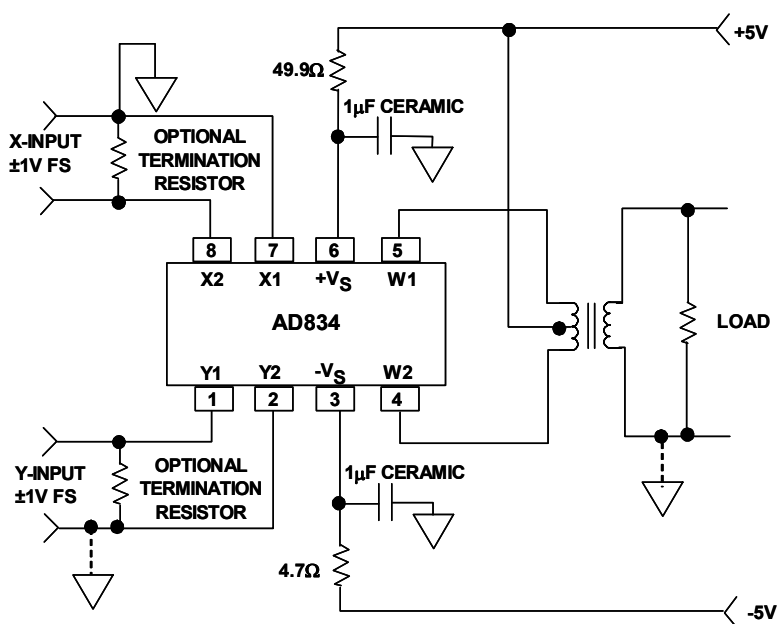 +5V
49.9Ω
1μF CERAMIC
X-INPUT
±1V FS
OPTIONAL
TERMINATION
RESISTOR
8
7
6
5
X2
X1
+VS
W1
AD834
LOAD
Y1
Y2
-VS
W2
1
2
3
4
Y-INPUT
±1V FS
OPTIONAL
TERMINATION
RESISTOR
1μF CERAMIC
4.7Ω
-5V